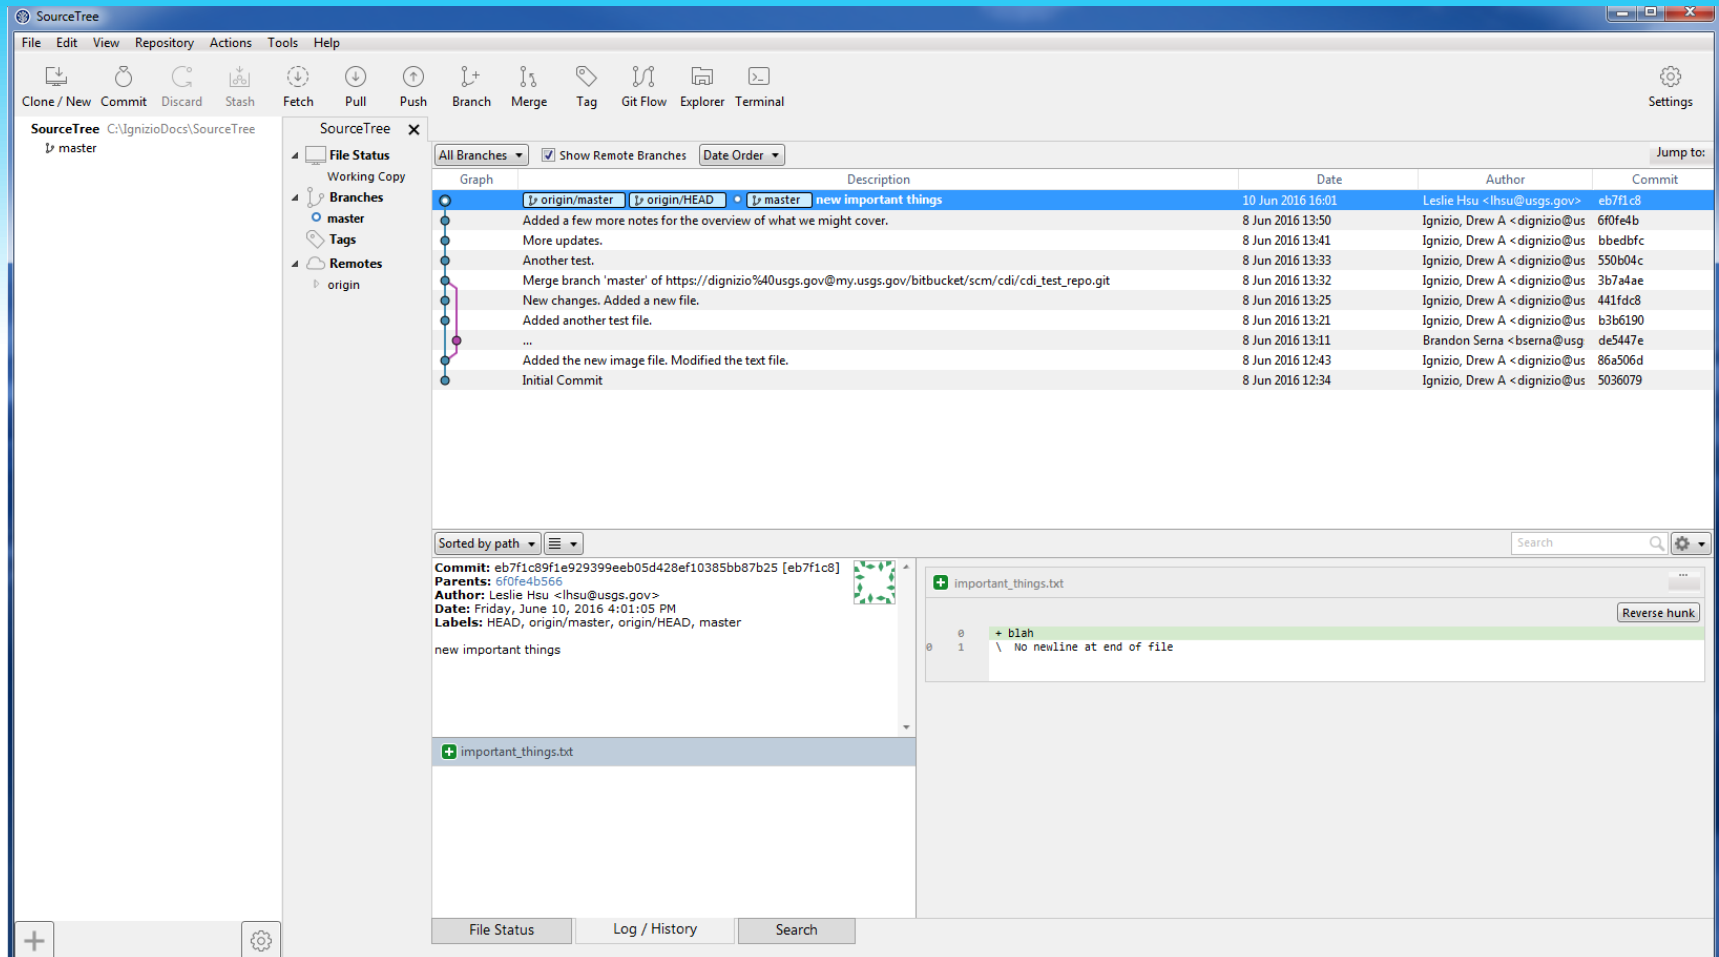 SourceTree
File Edit View Repository Actions Tools Help
Clone / New Commit Discard Stash Fetch Pull Push Branch Merge Tag Git Flow Explorer Terminal Settings
SourceTree C:\IgnizioDocs\SourceTree
master
SourceTree
File Status
Working Copy
Branches
master
Tags
Remotes
origin
All Branches Show Remote Branches Date Order Jump to:
Graph Description Date Author Commit
origin/master origin/HEAD master new important things 10 Jun 2016 16:01 Leslie Hsu <lhsu@usgs.gov> eb7f1c8
Added a few more notes for the overview of what we might cover. 8 Jun 2016 13:50 Ignizio, Drew A <dignizio@us 6f0fe4b
More updates. 8 Jun 2016 13:41 Ignizio, Drew A <dignizio@us bbedbfc
Another test. 8 Jun 2016 13:33 Ignizio, Drew A <dignizio@us 550b04c
Merge branch 'master' of https://dignizio%40usgs.gov@my.usgs.gov/bitbucket/scm/cdi/cdi_test_repo.git 8 Jun 2016 13:32 Ignizio, Drew A <dignizio@us 3b7a4ae
New changes. Added a new file. 8 Jun 2016 13:25 Ignizio, Drew A <dignizio@us 441fdc8
Added another test file. 8 Jun 2016 13:21 Ignizio, Drew A <dignizio@us b3b6190
... 8 Jun 2016 13:11 Brandon Serna <bserna@usg de5447e
Added the new image file. Modified the text file. 8 Jun 2016 12:43 Ignizio, Drew A <dignizio@us 86a506d
Initial Commit 8 Jun 2016 12:34 Ignizio, Drew A <dignizio@us 5036079
Sorted by path Search
Commit: eb7f1c89f1e929399eeb05d428ef10385bb87b25 [eb7f1c8]
Parents: 6f0fe4b566
Author: Leslie Hsu <lhsu@usgs.gov>
Date: Friday, June 10, 2016 4:01:05 PM
Labels: HEAD, origin/master, origin/HEAD, master
new important things
important_things.txt
important_things.txt
...
Reverse hunk
0 + blah
0 1 \ No newline at end of file
File Status Log / History Search